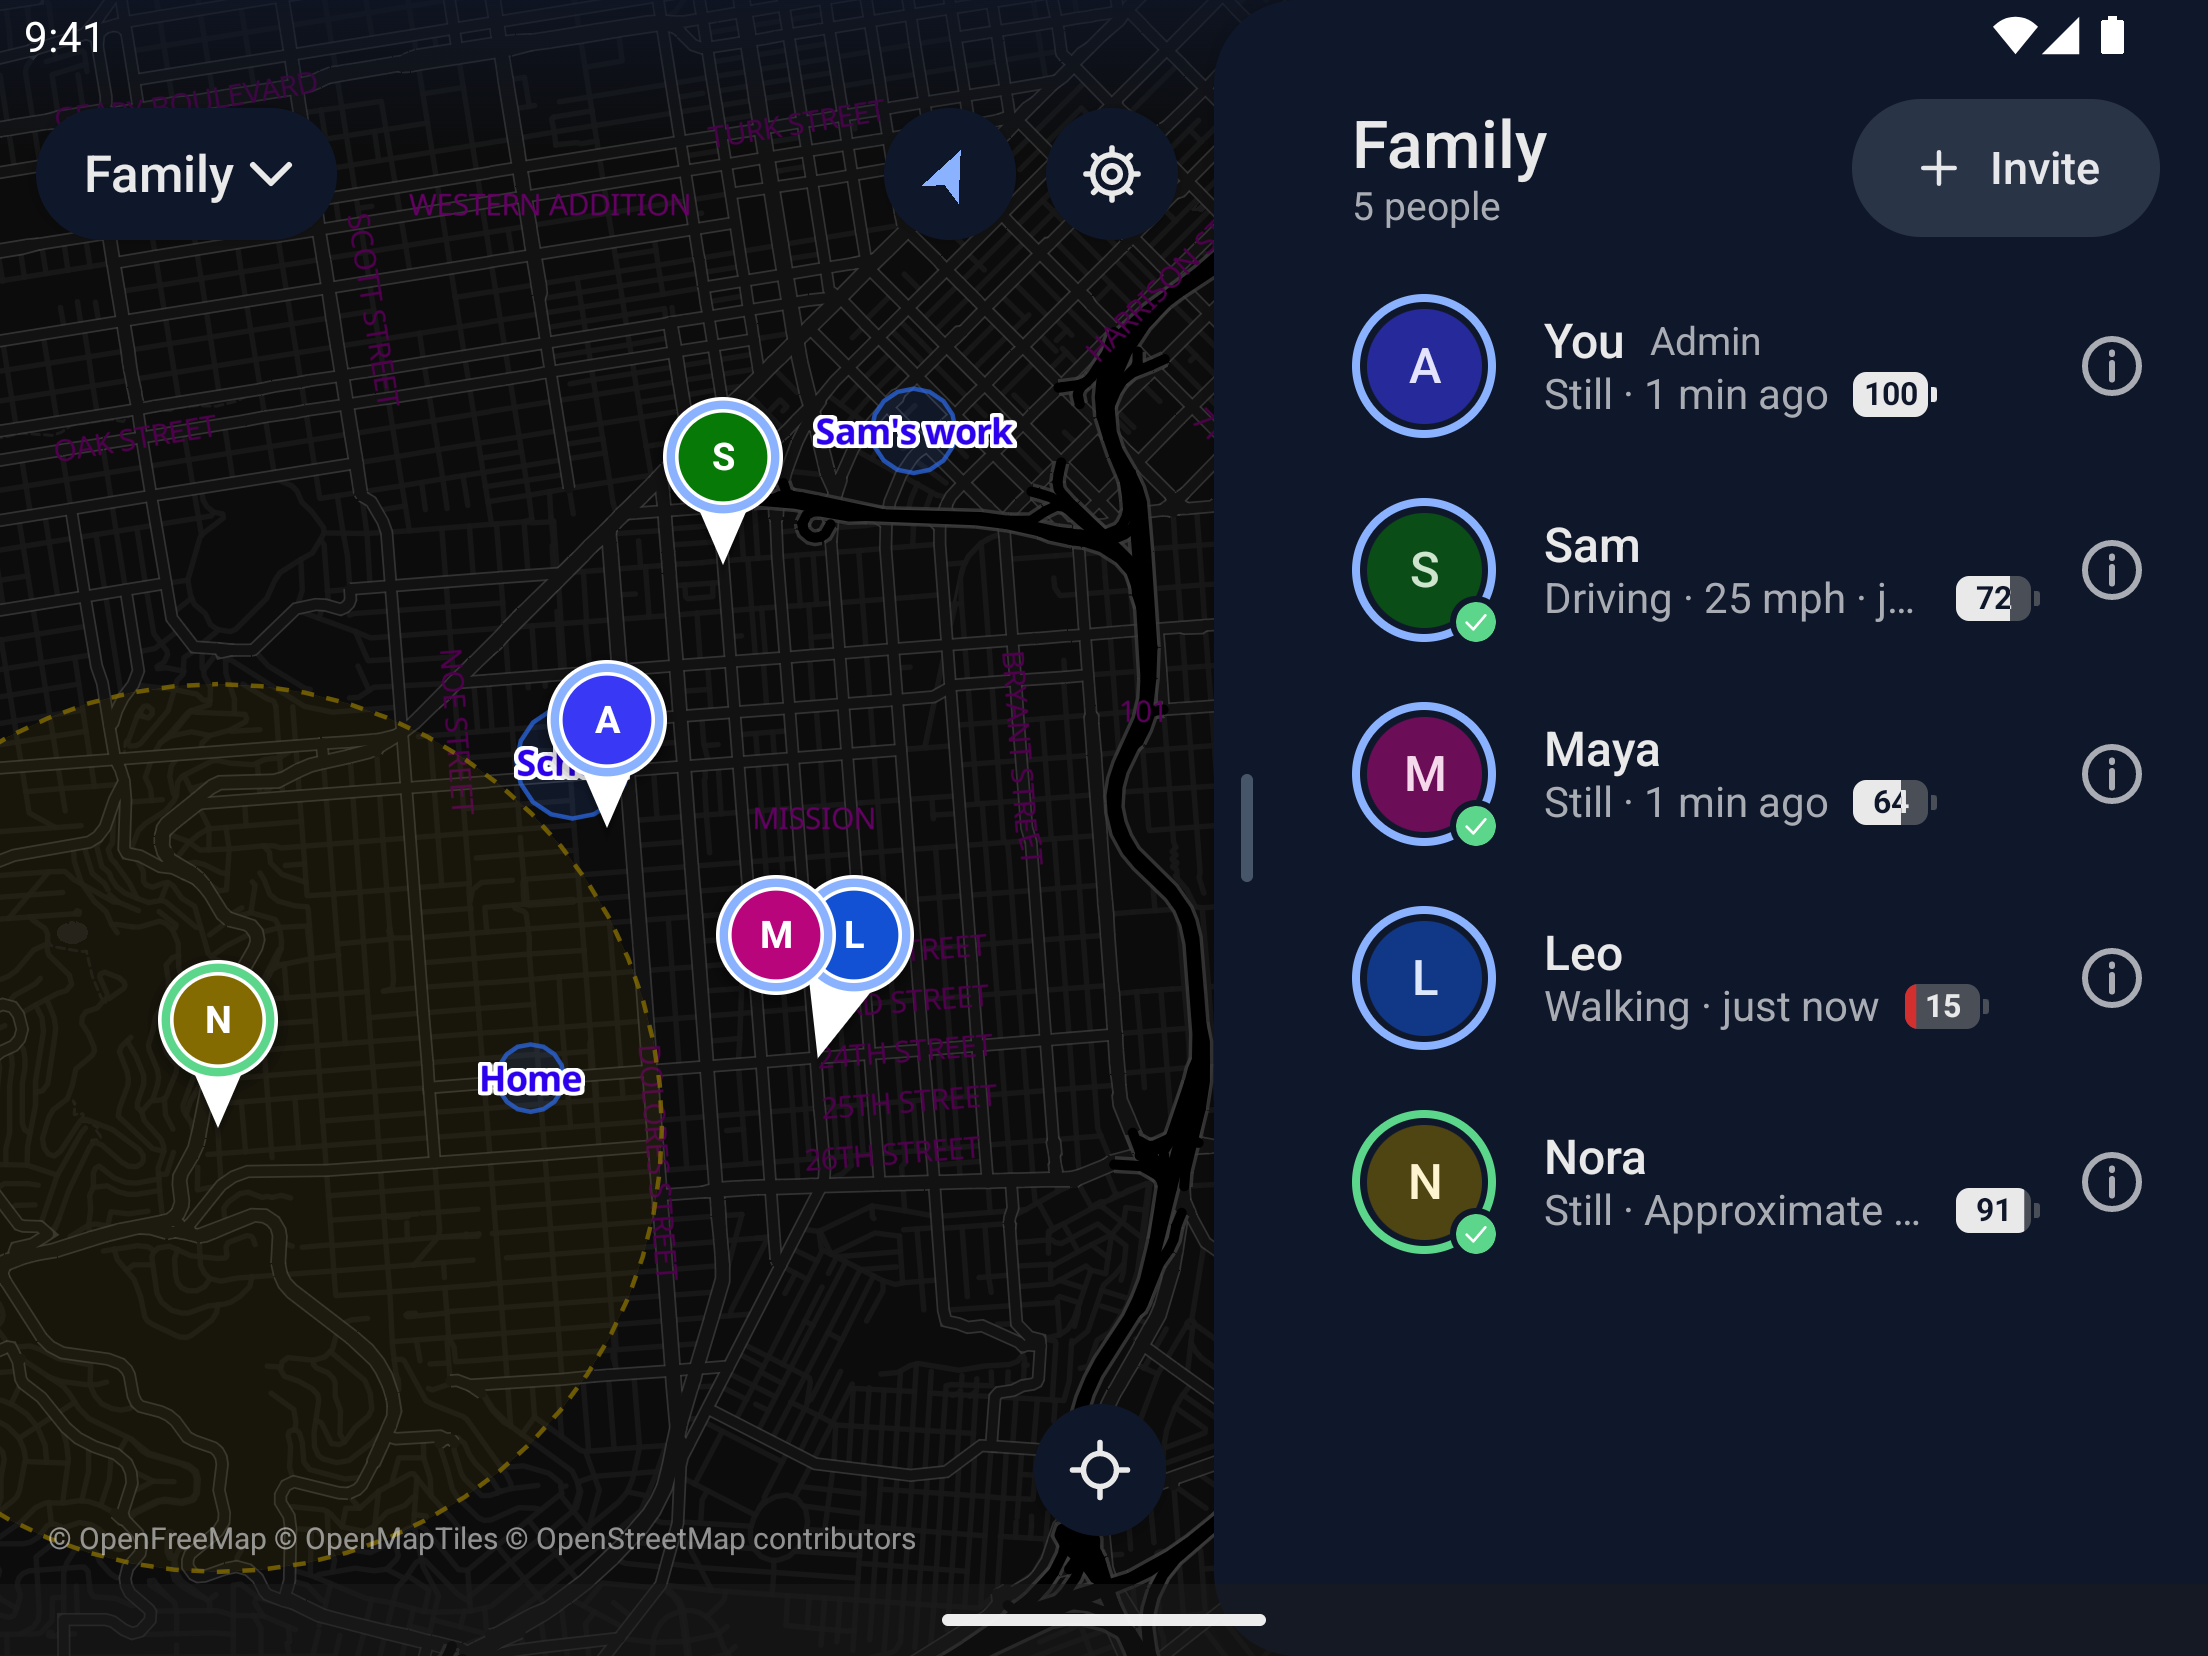 9:41
BOULEVARD
TURK STREET
Family
WESTERN ADDITION
SCOTT STREET
HARRISON
OAK STREET
S
Sam's work
NOE STREET
A
BRYANT STREET
101
MISSION
M
L
N
24TH STREET
25TH STREET
26TH STREET
Home
DOLORES STREET
© OpenFreeMap © OpenMapTiles © OpenStreetMap contributors
Family
5 people
Invite
A
You Admin
Still · 1 min ago 100
S
Sam
Driving · 25 mph · j... 72
M
Maya
Still · 1 min ago 64
L
Leo
Walking · just now 15
N
Nora
Still · Approximate ... 91